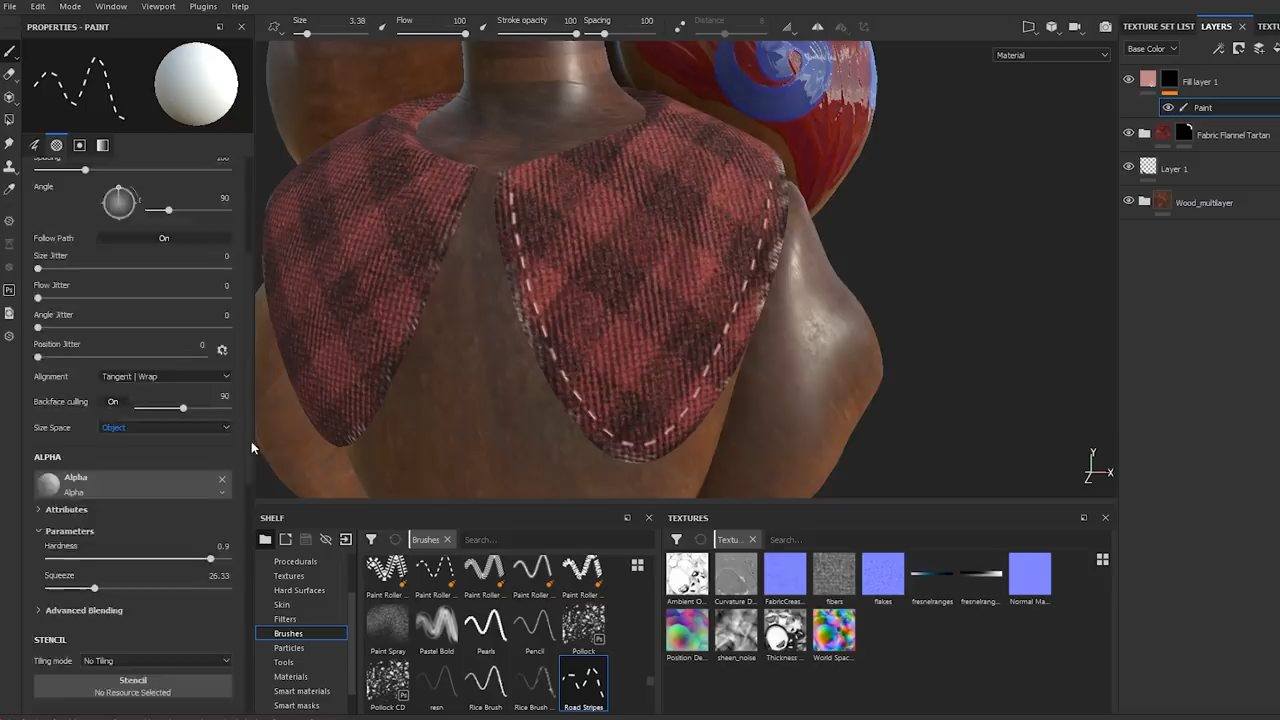 File Edit Mode Window Viewport Plugins Help
PROPERTIES - PAINT
Size 3.38 Flow 100 Stroke opacity 100 Spacing 100 Distance 8
Material
TEXTURE SET LIST LAYERS
Base Color
Fill layer 1
Paint
Fabric Flannel Tartan
Layer 1
Wood_multilayer
Angle 90
Follow Path On
Size Jitter 0
Flow Jitter 0
Angle Jitter 0
Position Jitter 0
Alignment Tangent | Wrap
Backface culling On 90
Size Space Object
ALPHA
Alpha
Alpha
Attributes
Parameters
Hardness 0.9
Squeeze 26.33
Advanced Blending
STENCIL
Tiling mode No Tiling
Stencil
No Resource Selected
Y
X
Z
SHELF
Brushes Search...
Procedurals
Textures
Hard Surfaces
Skin
Filters
Brushes
Particles
Tools
Materials
Smart materials
Smart masks
Paint Roller ... Paint Roller ... Paint Roller ... Paint Roller ... Paint Roller ...
Paint Spray Pastel Bold Pearls Pencil Pollock
Pollock CD resn Rice Brush Rice Brush ... Road Stripes
TEXTURES
Textu... Search...
Ambient O... Curvature D... FabricCreas... fibers flakes fresnelranges fresnelrang... Normal Ma...
Position De... sheen_noise Thickness ... World Spac...